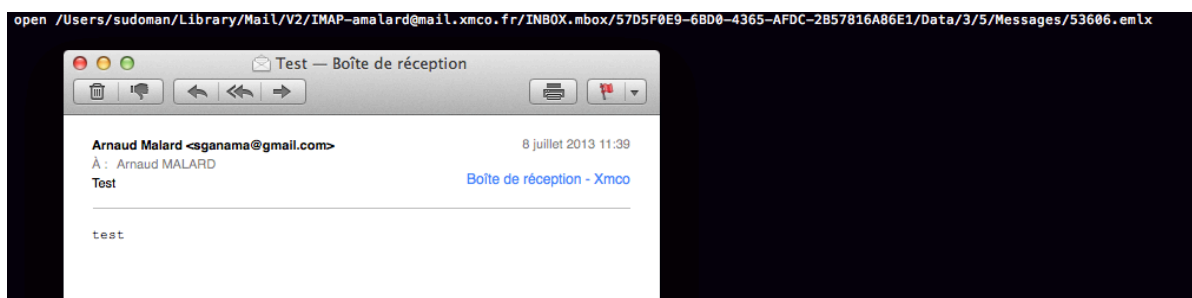 open /Users/sudoman/Library/Mail/V2/IMAP-amalard@mail.xmco.fr/INBOX.mbox/57D5F0E9-6BD0-4365-AFDC-2B57816A86E1/Data/3/5/Messages/53606.emlx
Test — Boîte de réception
Arnaud Malard <sganama@gmail.com> 8 juillet 2013 11:39
À : Arnaud MALARD
Test Boîte de réception - Xmco
test